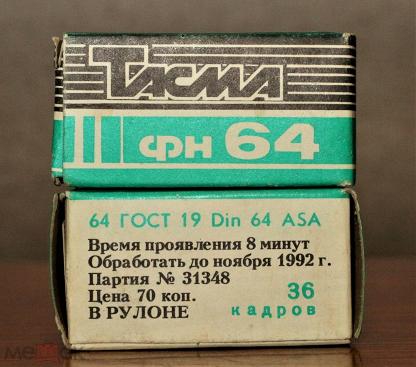 ТАСМА
ФН 64
64 ГОСТ 19 Din 64 ASA
Время проявления 8 минут
Обработать до ноября 1992 г.
Партия № 31348
Цена 70 коп. 36
В РУЛОНЕ кадров